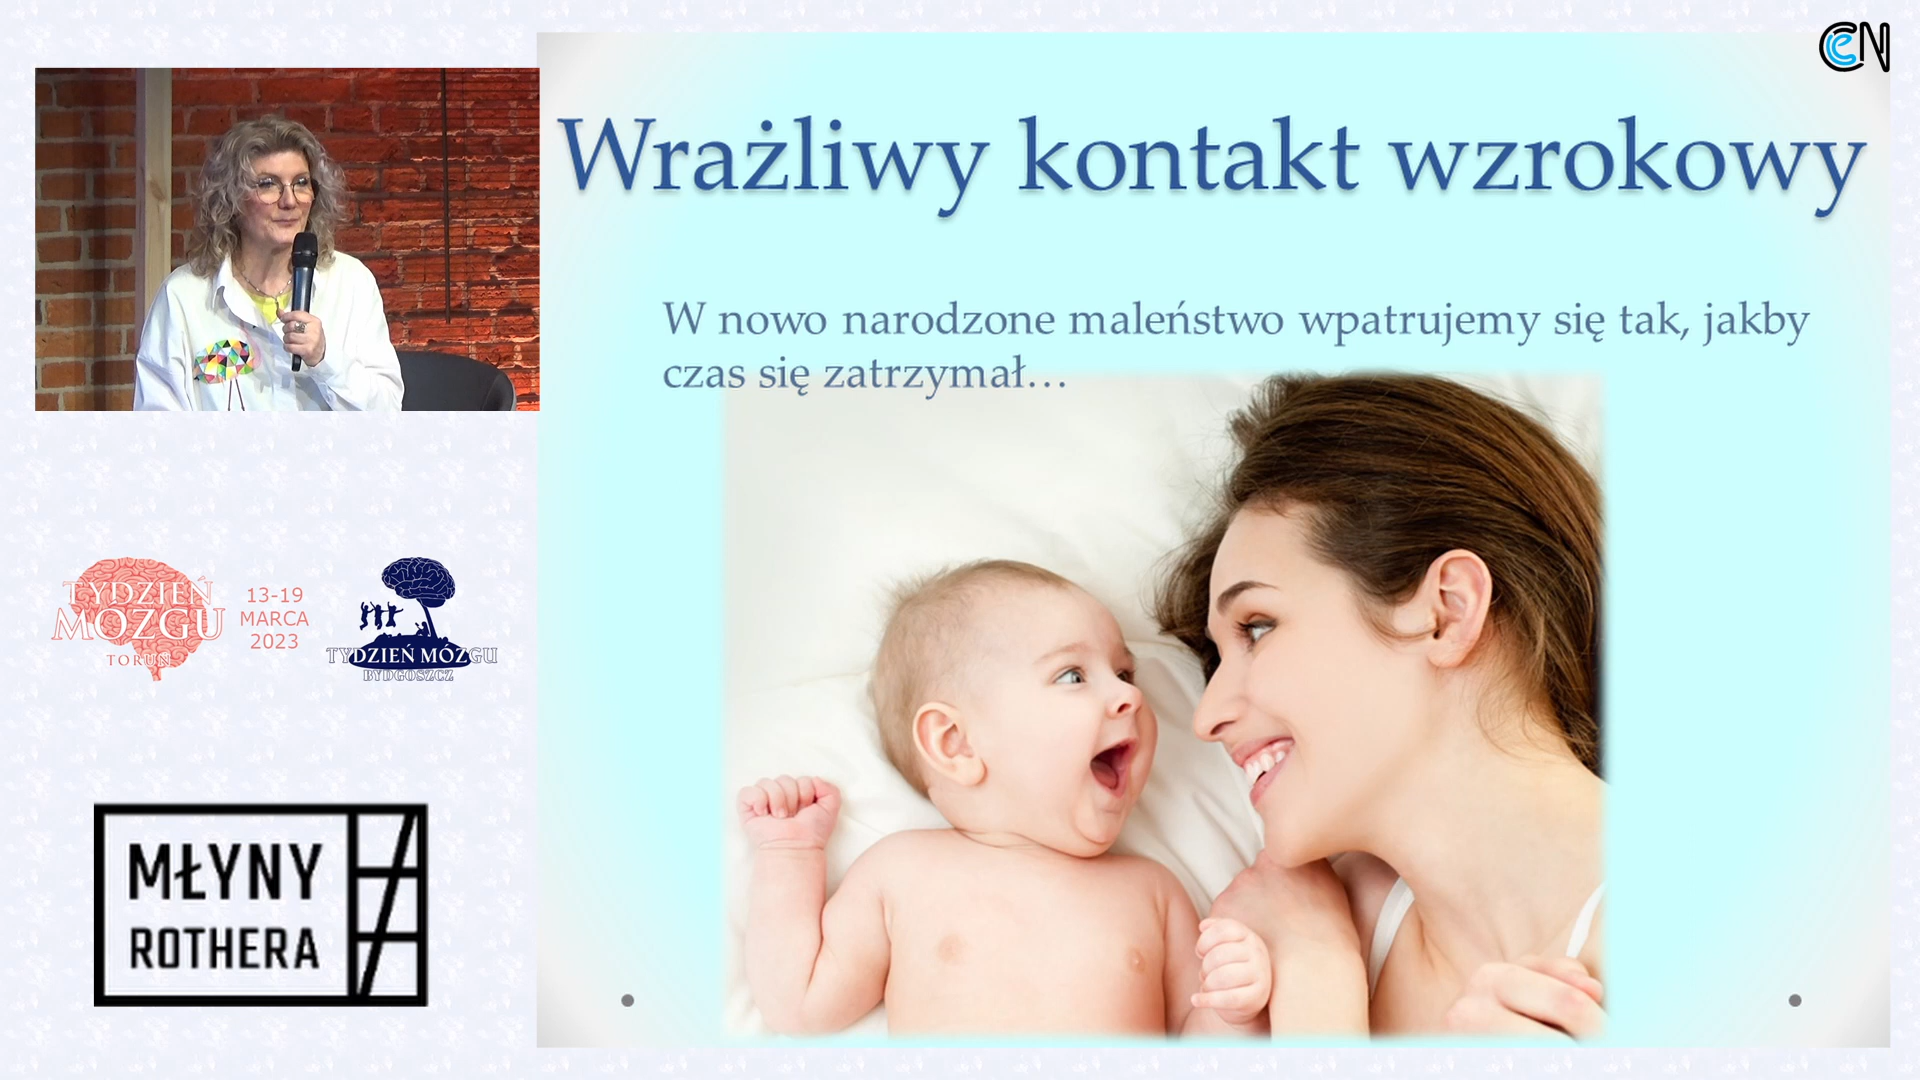 CeN
Wrażliwy kontakt wzrokowy
W nowo narodzone maleństwo wpatrujemy się tak, jakby
czas się zatrzymał…
TYDZIEŃ
MÓZGU
TORUŃ
13-19
MARCA
2023
TYDZIEŃ MÓZGU
BYDGOSZCZ
MŁYNY
ROTHERA